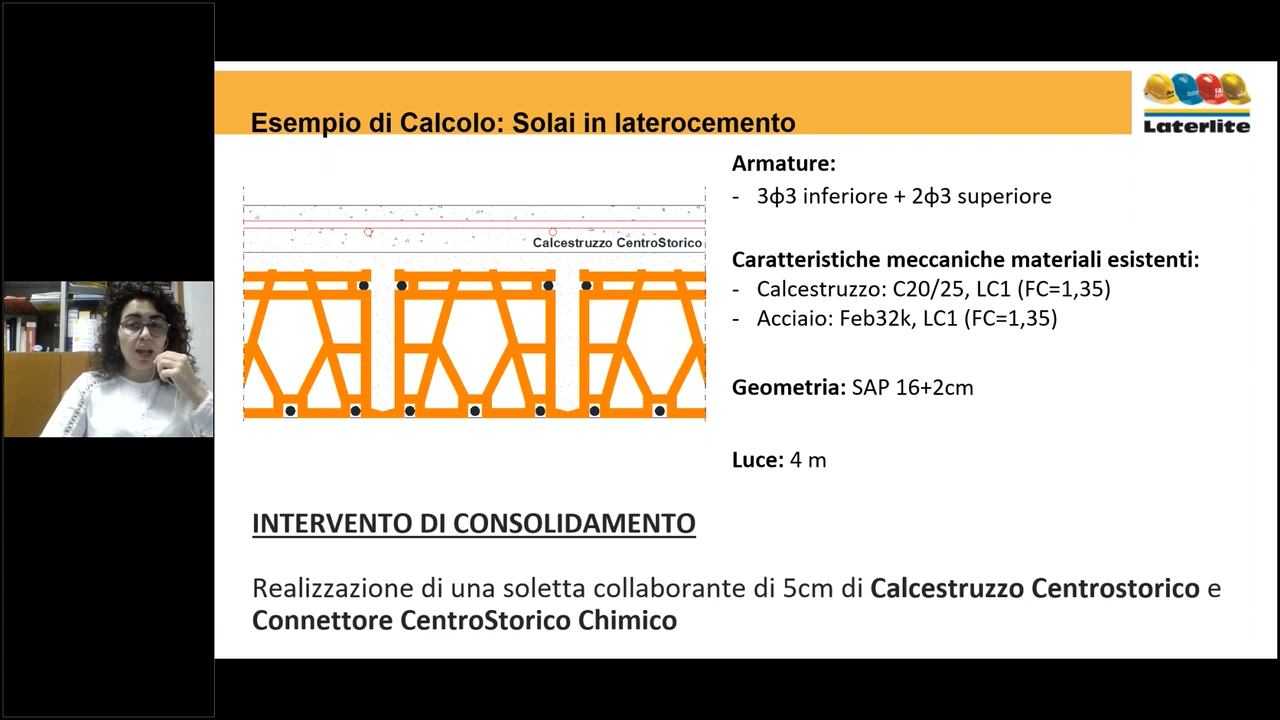 Esempio di Calcolo: Solai in laterocemento
Laterlite
Calcestruzzo CentroStorico
Armature:
- 3ϕ3 inferiore + 2ϕ3 superiore
Caratteristiche meccaniche materiali esistenti:
- Calcestruzzo: C20/25, LC1 (FC=1,35)
- Acciaio: Feb32k, LC1 (FC=1,35)
Geometria: SAP 16+2cm
Luce: 4 m
INTERVENTO DI CONSOLIDAMENTO
Realizzazione di una soletta collaborante di 5cm di Calcestruzzo Centrostorico e
Connettore CentroStorico Chimico